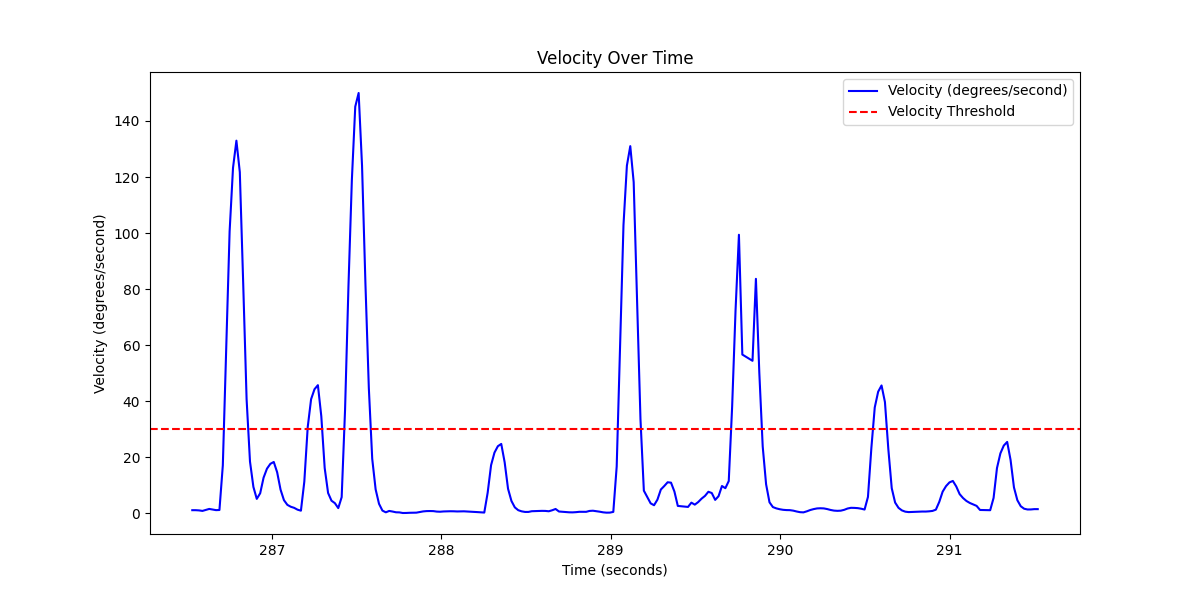 Velocity Over Time
Velocity (degrees/second)
Velocity Threshold
140
120
100
80
60
40
20
0
Velocity (degrees/second)
287 288 289 290 291
Time (seconds)